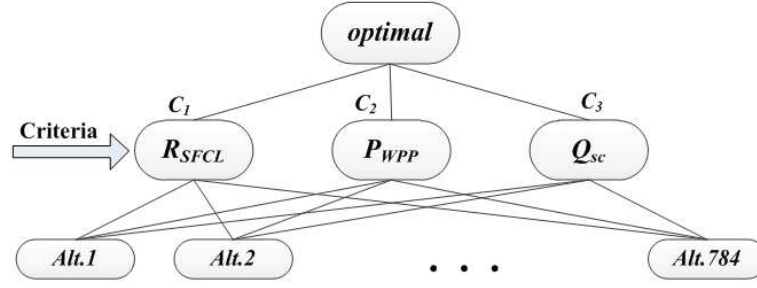 optimal
C1 C2 C3
Criteria
RSFCL PWPP Qsc
Alt.1 Alt.2 . . . Alt.784